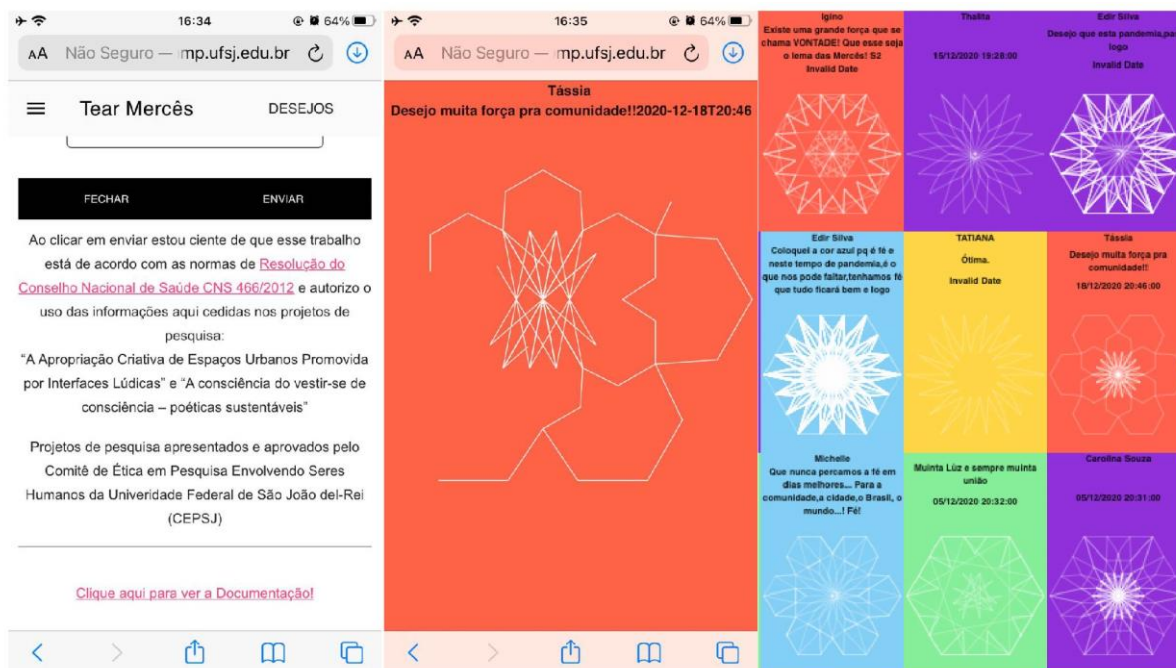 16:34
64%
AA Não Seguro — mp.ufsj.edu.br
Tear Mercês
DESEJOS
FECHAR
ENVIAR
Ao clicar em enviar estou ciente de que esse trabalho
está de acordo com as normas de Resolução do
Conselho Nacional de Saúde CNS 466/2012 e autorizo o
uso das informações aqui cedidas nos projetos de
pesquisa:
“A Apropriação Criativa de Espaços Urbanos Promovida
por Interfaces Lúdicas” e “A consciência do vestir-se de
consciência – poéticas sustentáveis”
Projetos de pesquisa apresentados e aprovados pelo
Comitê de Ética em Pesquisa Envolvendo Seres
Humanos da Univeridade Federal de São João del-Rei
(CEPSJ)
Clique aqui para ver a Documentação!
16:35
64%
AA Não Seguro — mp.ufsj.edu.br
Tássia
Desejo muita força pra comunidade!!2020-12-18T20:46
Igino
Existe uma grande força que se
chama VONTADE! Que esse seja
o lema das Mercês! S2
Invalid Date
Thalita
15/12/2020 19:28:00
Edir Silva
Desejo que esta pandemia,pas
logo
Invalid Date
Edir Silva
Coloquei a cor azul pq é fé e
neste tempo de pandemia,é o
que nos pode faltar,tenhamos fé
que tudo ficará bem e logo
TATIANA
Ótima.
Invalid Date
Tássia
Desejo muita força pra
comunidade!!
18/12/2020 20:46:00
Michelle
Que nunca percamos a fé em
dias melhores... Para a
comunidade,a cidade,o Brasil, o
mundo...! Fé!
Muinta Lúz e sempre muinta
união
05/12/2020 20:32:00
Carolina Souza
05/12/2020 20:31:00